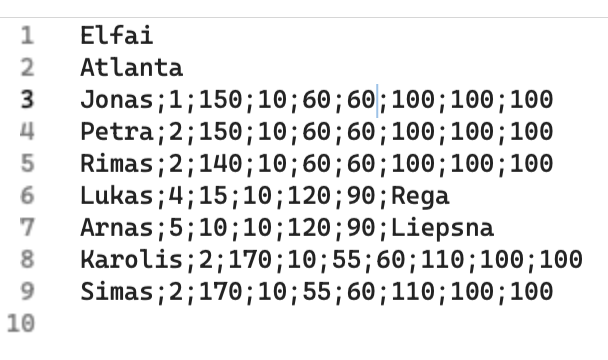 1 Elfai
2 Atlanta
3 Jonas;1;150;10;60;60;100;100;100
4 Petra;2;150;10;60;60;100;100;100
5 Rimas;2;140;10;60;60;100;100;100
6 Lukas;4;15;10;120;90;Rega
7 Arnas;5;10;10;120;90;Liepsna
8 Karolis;2;170;10;55;60;110;100;100
9 Simas;2;170;10;55;60;110;100;100
10